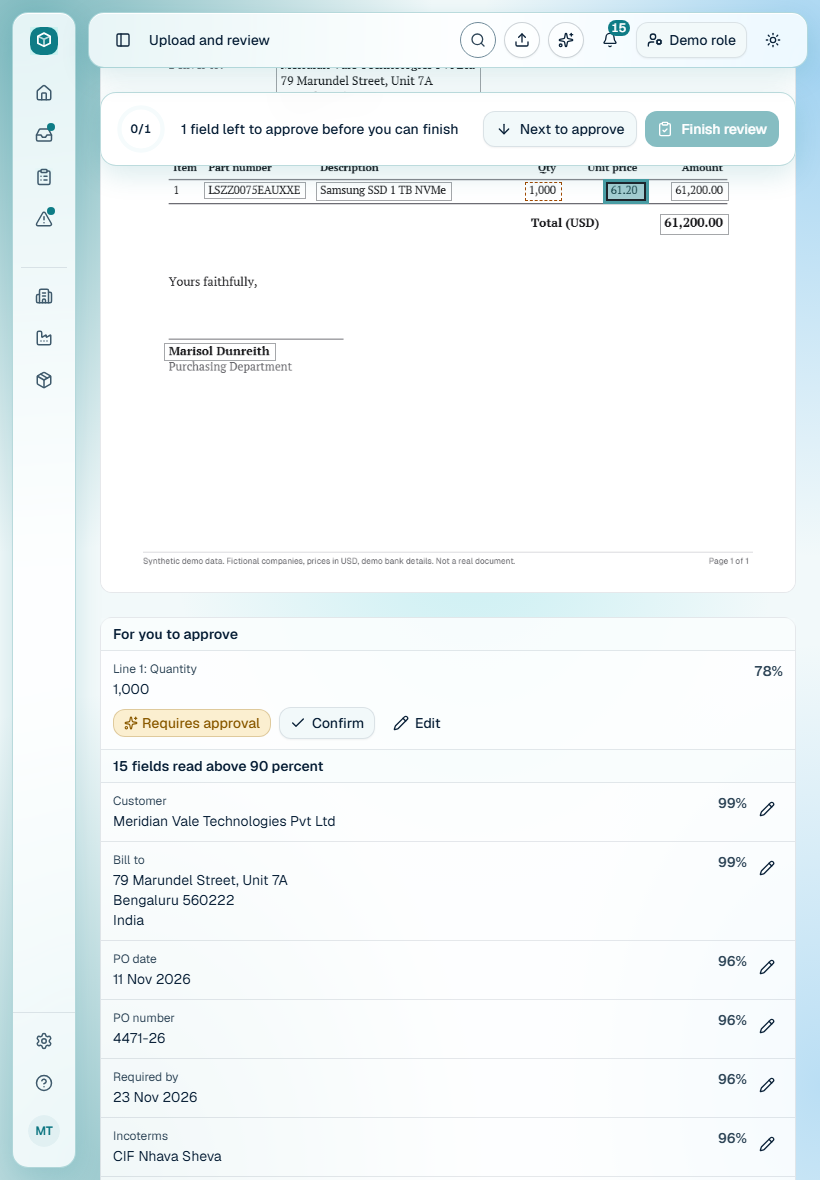 Upload and review
15
Demo role
79 Marundel Street, Unit 7A
0/1
1 field left to approve before you can finish
Next to approve
Finish review
Item Part number Description Qty Unit price Amount
1 LSZZ0075EAUXXE Samsung SSD 1 TB NVMe 1,000 61.20 61,200.00
Total (USD) 61,200.00
Yours faithfully,
Marisol Dunreith
Purchasing Department
Synthetic demo data. Fictional companies, prices in USD, demo bank details. Not a real document. Page 1 of 1
For you to approve
Line 1: Quantity 78%
1,000
Requires approval Confirm Edit
15 fields read above 90 percent
Customer 99%
Meridian Vale Technologies Pvt Ltd
Bill to 99%
79 Marundel Street, Unit 7A
Bengaluru 560222
India
PO date 96%
11 Nov 2026
PO number 96%
4471-26
Required by 96%
23 Nov 2026
Incoterms 96%
CIF Nhava Sheva
MT